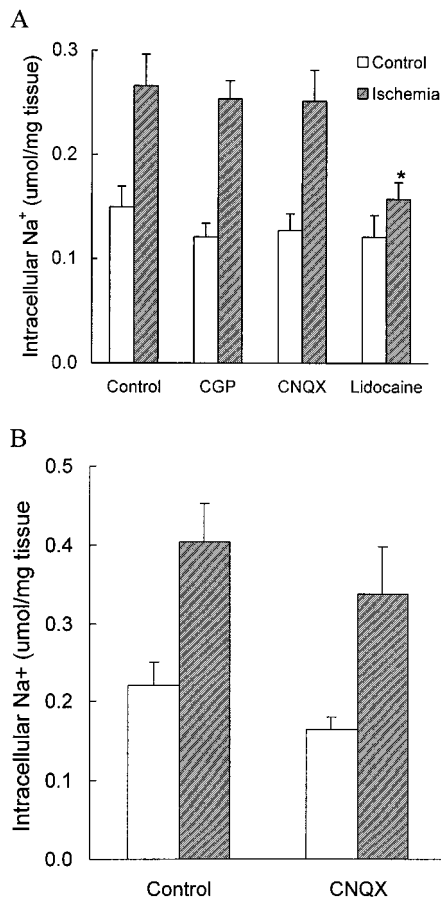 A
Intracellular Na+ (umol/mg tissue)
0.3
0.2
0.1
0.0
Control
Ischemia
*
Control CGP CNQX Lidocaine
B
Intracellular Na+ (umol/mg tissue)
0.5
0.4
0.3
0.2
0.1
0.0
Control CNQX